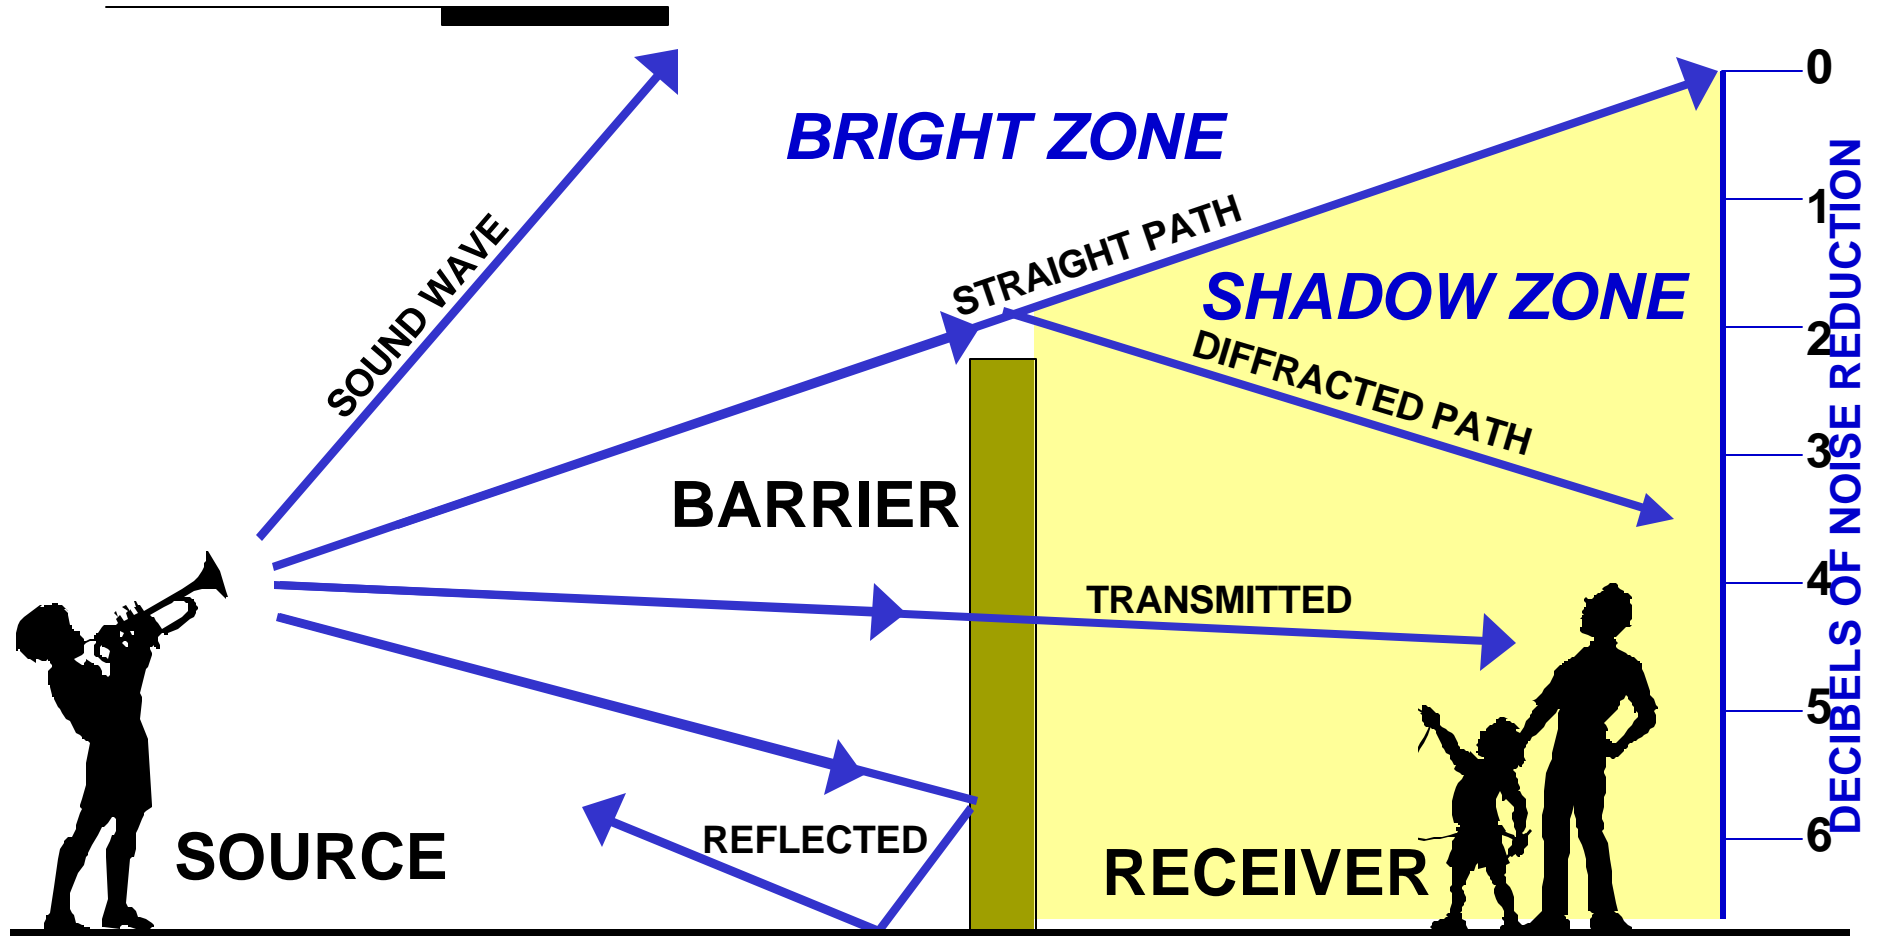 BRIGHT ZONE
SOUND WAVE
STRAIGHT PATH
SHADOW ZONE
DIFFRACTED PATH
BARRIER
TRANSMITTED
REFLECTED
SOURCE
RECEIVER
0
1
2
3
4
5
6
DECIBELS OF NOISE REDUCTION